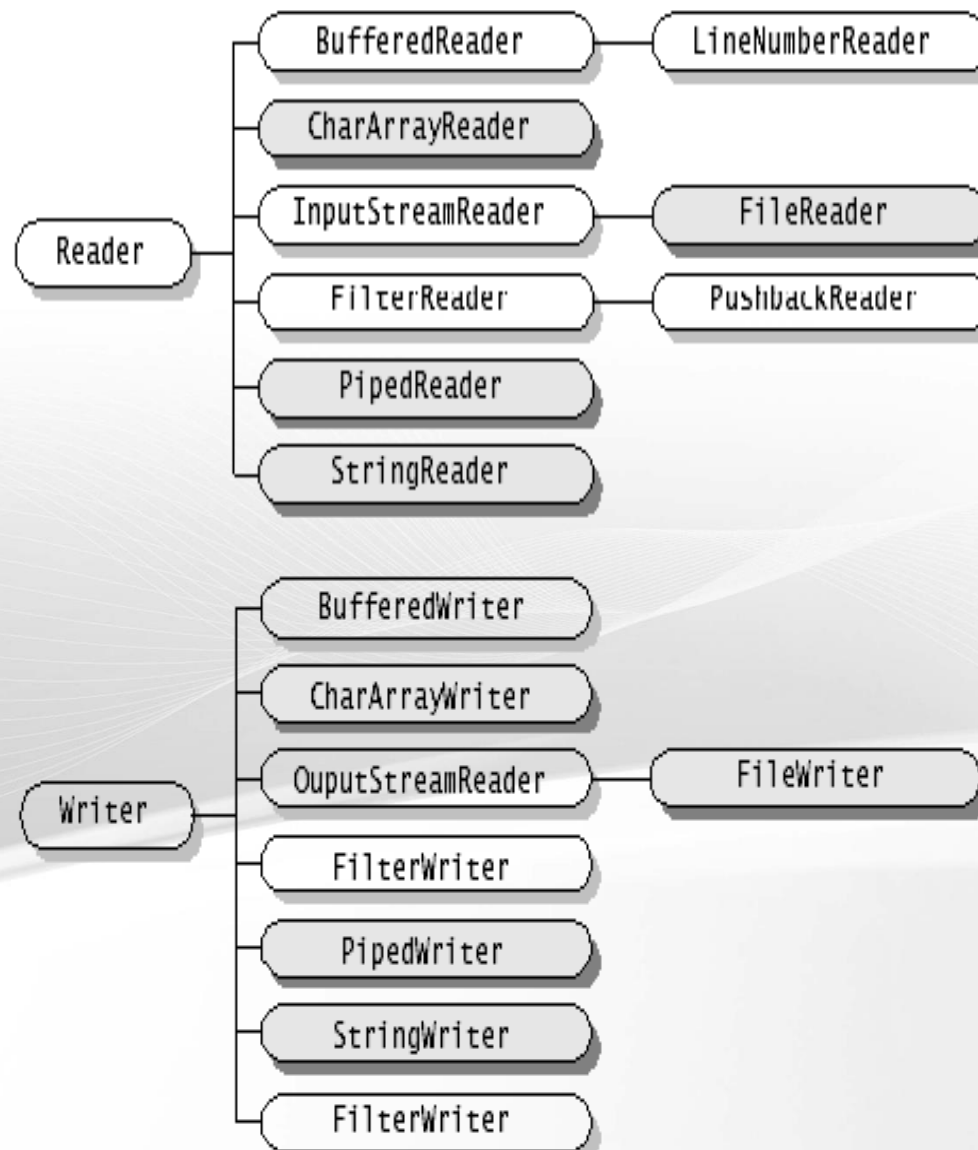 BufferedReader LineNumberReader
CharArrayReader
InputStreamReader FileReader
Reader
FilterReader PushbackReader
PipedReader
StringReader
BufferedWriter
CharArrayWriter
OuputStreamReader FileWriter
Writer
FilterWriter
PipedWriter
StringWriter
FilterWriter